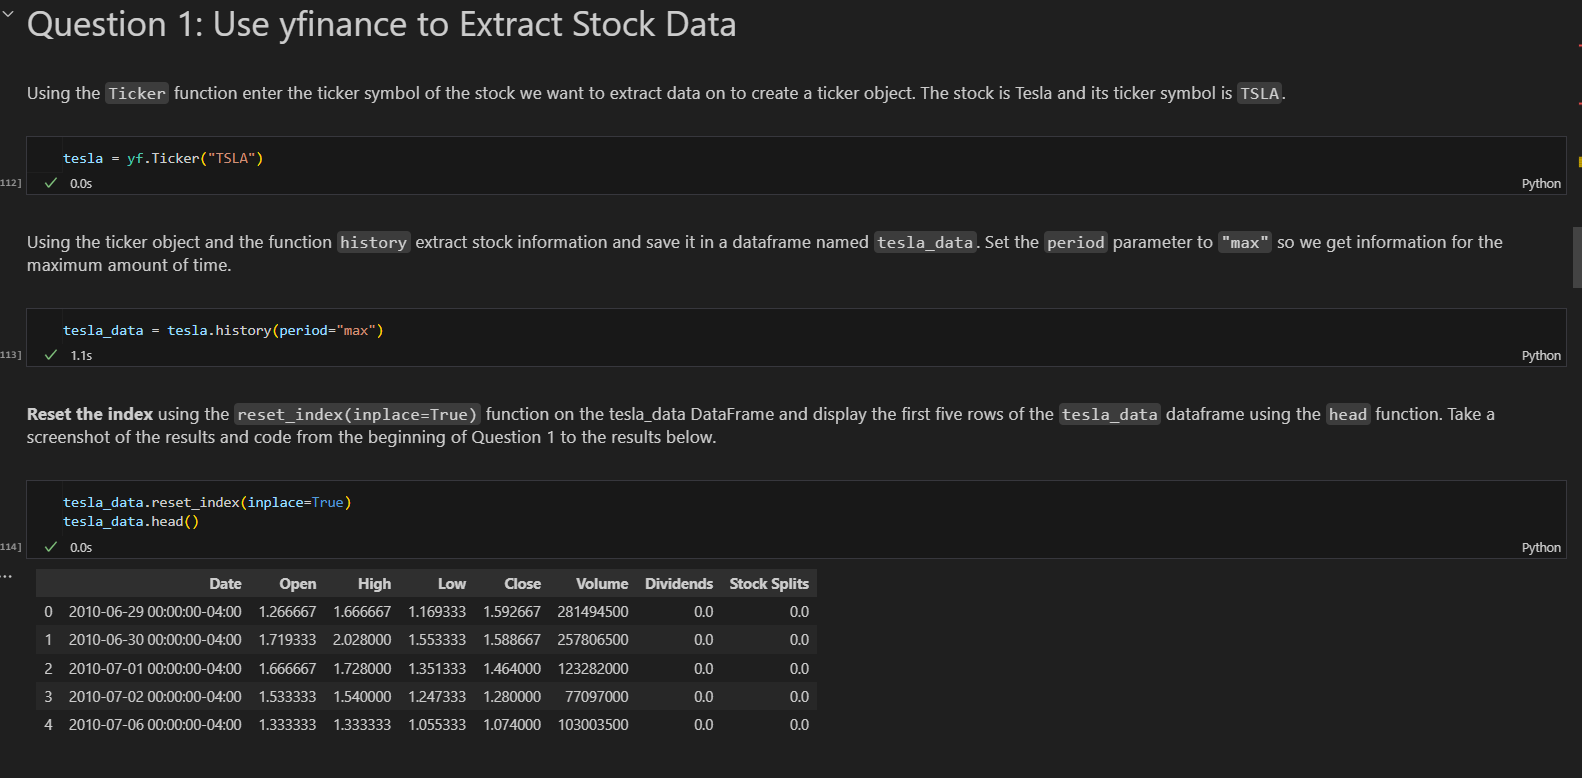 Question 1: Use yfinance to Extract Stock Data
Using the Ticker function enter the ticker symbol of the stock we want to extract data on to create a ticker object. The stock is Tesla and its ticker symbol is TSLA.
tesla = yf.Ticker("TSLA")
112] 0.0s Python
Using the ticker object and the function history extract stock information and save it in a dataframe named tesla_data. Set the period parameter to "max" so we get information for the
maximum amount of time.
tesla_data = tesla.history(period="max")
113] 1.1s Python
Reset the index using the reset_index(inplace=True) function on the tesla_data DataFrame and display the first five rows of the tesla_data dataframe using the head function. Take a
screenshot of the results and code from the beginning of Question 1 to the results below.
tesla_data.reset_index(inplace=True)
tesla_data.head()
114] 0.0s Python
... Date Open High Low Close Volume Dividends Stock Splits
0 2010-06-29 00:00:00-04:00 1.266667 1.666667 1.169333 1.592667 281494500 0.0 0.0
1 2010-06-30 00:00:00-04:00 1.719333 2.028000 1.553333 1.588667 257806500 0.0 0.0
2 2010-07-01 00:00:00-04:00 1.666667 1.728000 1.351333 1.464000 123282000 0.0 0.0
3 2010-07-02 00:00:00-04:00 1.533333 1.540000 1.247333 1.280000 77097000 0.0 0.0
4 2010-07-06 00:00:00-04:00 1.333333 1.333333 1.055333 1.074000 103003500 0.0 0.0